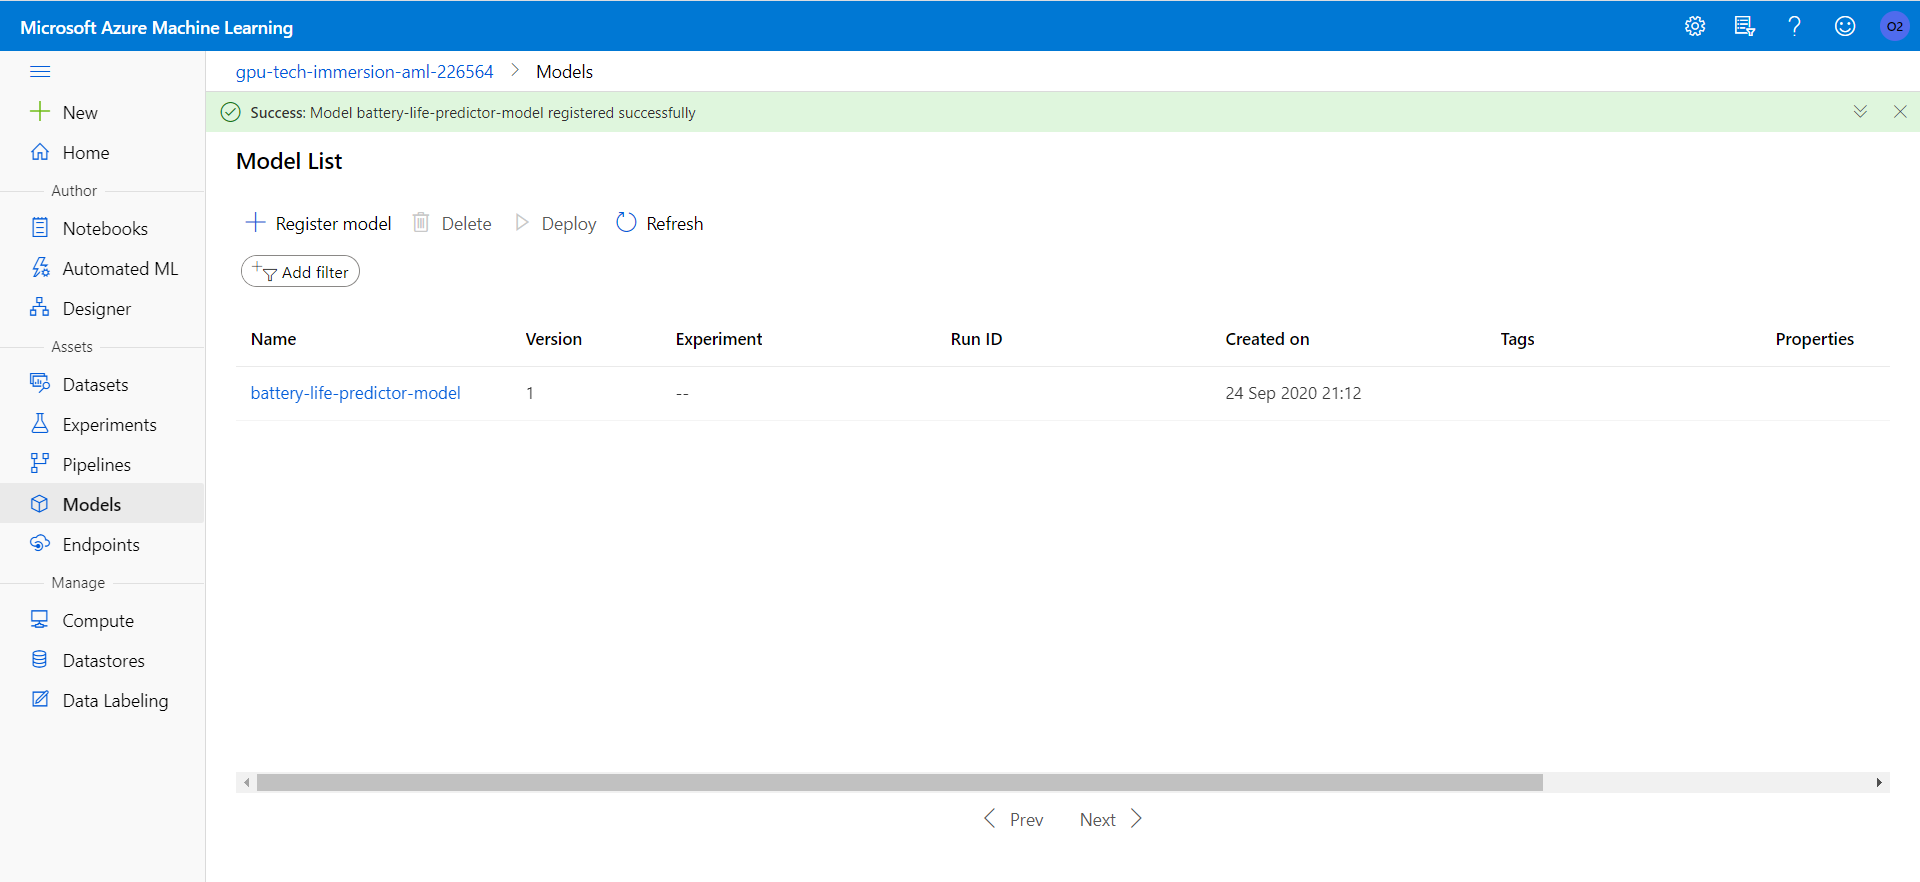 Microsoft Azure Machine Learning
O2
gpu-tech-immersion-aml-226564 > Models
New
Success: Model battery-life-predictor-model registered successfully
Home
Model List
Author
Notebooks
Register model Delete Deploy Refresh
Automated ML
Add filter
Designer
Assets
Name Version Experiment Run ID Created on Tags Properties
Datasets
battery-life-predictor-model 1 -- 24 Sep 2020 21:12
Experiments
Pipelines
Models
Endpoints
Manage
Compute
Datastores
Data Labeling
Prev Next